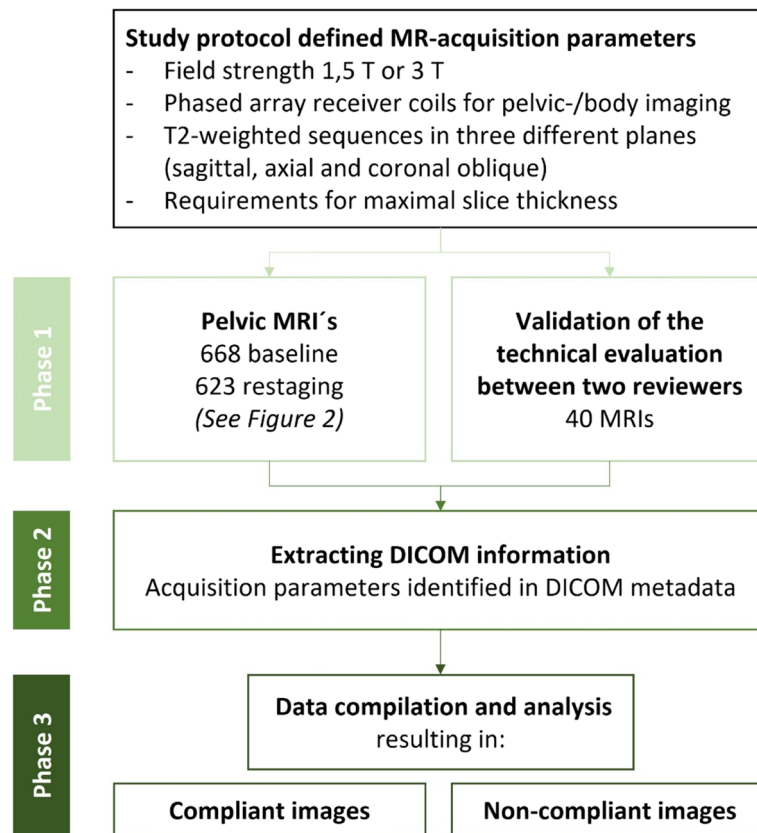 Study protocol defined MR-acquisition parameters
- Field strength 1,5 T or 3 T
- Phased array receiver coils for pelvic-/body imaging
- T2-weighted sequences in three different planes
(sagittal, axial and coronal oblique)
- Requirements for maximal slice thickness
Phase 1
Pelvic MRI´s
668 baseline
623 restaging
(See Figure 2)
Validation of the
technical evaluation
between two reviewers
40 MRIs
Phase 2
Extracting DICOM information
Acquisition parameters identified in DICOM metadata
Phase 3
Data compilation and analysis
resulting in:
Compliant images
Non-compliant images